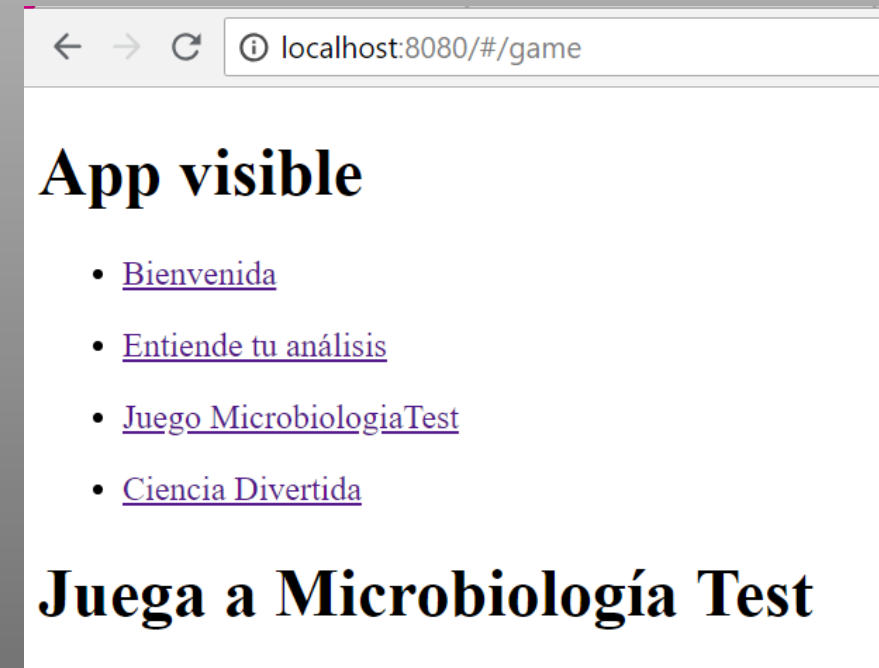 localhost:8080/#/game
App visible
Bienvenida
Entiende tu análisis
Juego MicrobiologiaTest
Ciencia Divertida
Juega a Microbiología Test